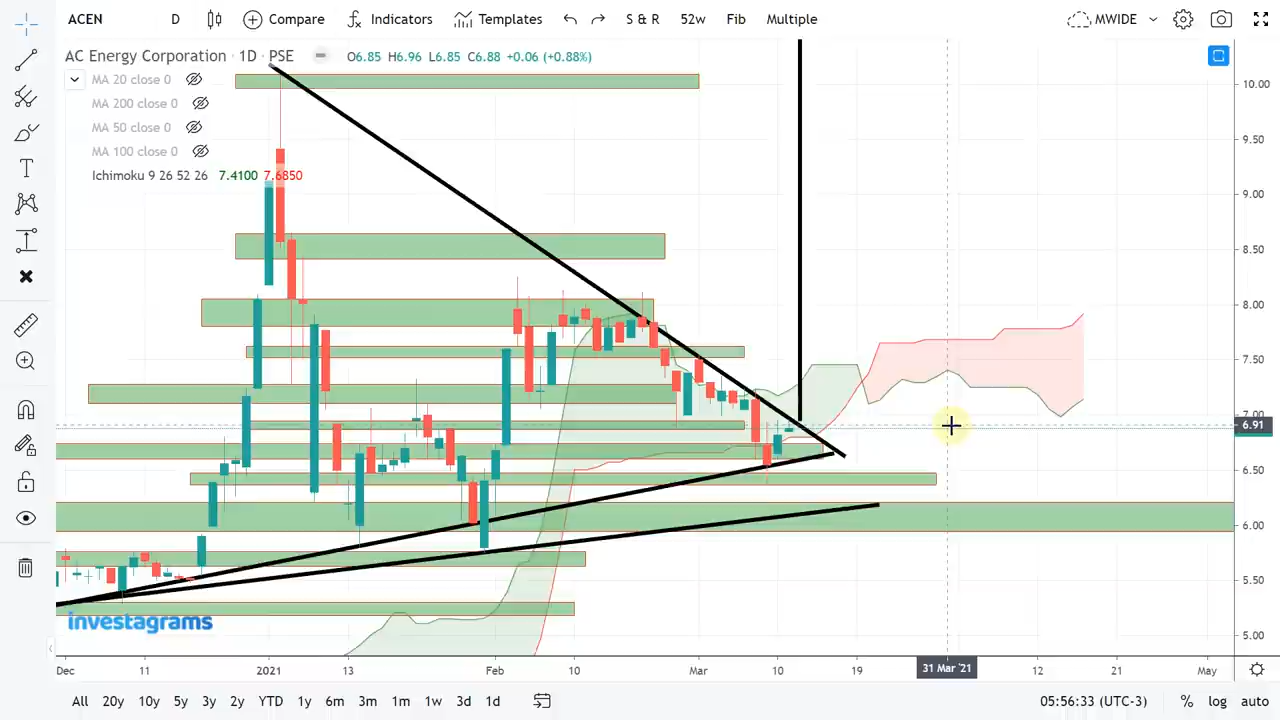 ACEN D Compare Indicators Templates S & R 52w Fib Multiple MWIDE
AC Energy Corporation · 1D · PSE O6.85 H6.96 L6.85 C6.88 +0.06 (+0.88%)
MA 20 close 0
MA 200 close 0
MA 50 close 0
MA 100 close 0
Ichimoku 9 26 52 26 7.4100 7.6850
10.00
9.50
9.00
8.50
8.00
7.50
7.00
6.91
6.50
6.00
5.50
5.00
investagrams
Dec 11 2021 13 Feb 10 Mar 10 19 31 Mar '21 12 21 May
All 20y 10y 5y 3y 2y YTD 1y 6m 3m 1m 1w 3d 1d 05:56:33 (UTC-3) % log auto